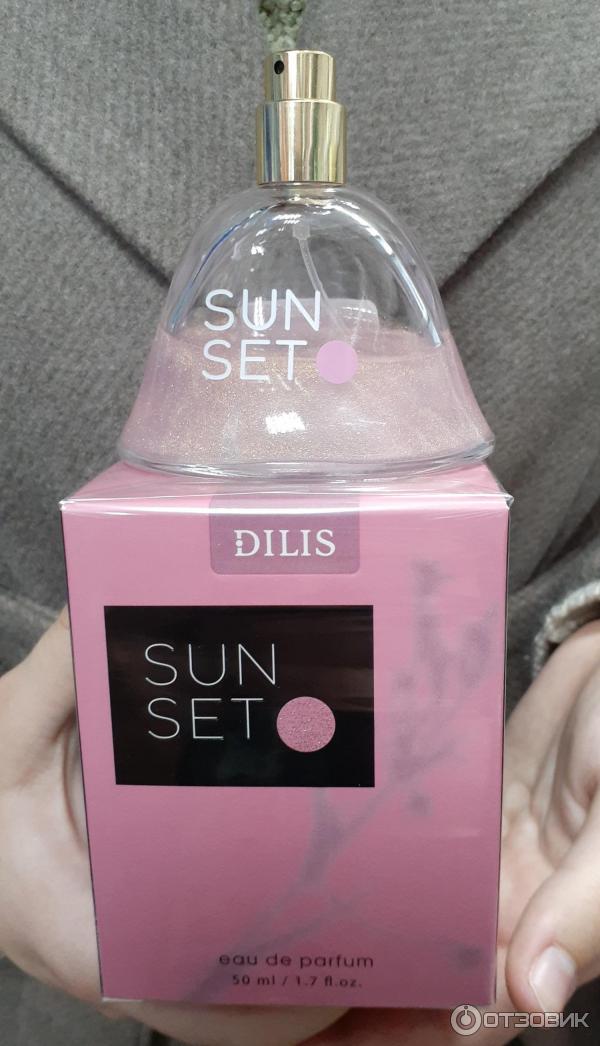 SUN
SET
DILIS
SUN
SET
eau de parfum
50 ml / 1.7 fl.oz.
ОТЗОВИК